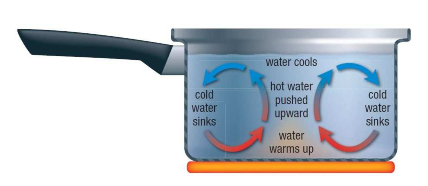 water cools
cold
water
sinks
hot water
pushed
upward
cold
water
sinks
water
warms up